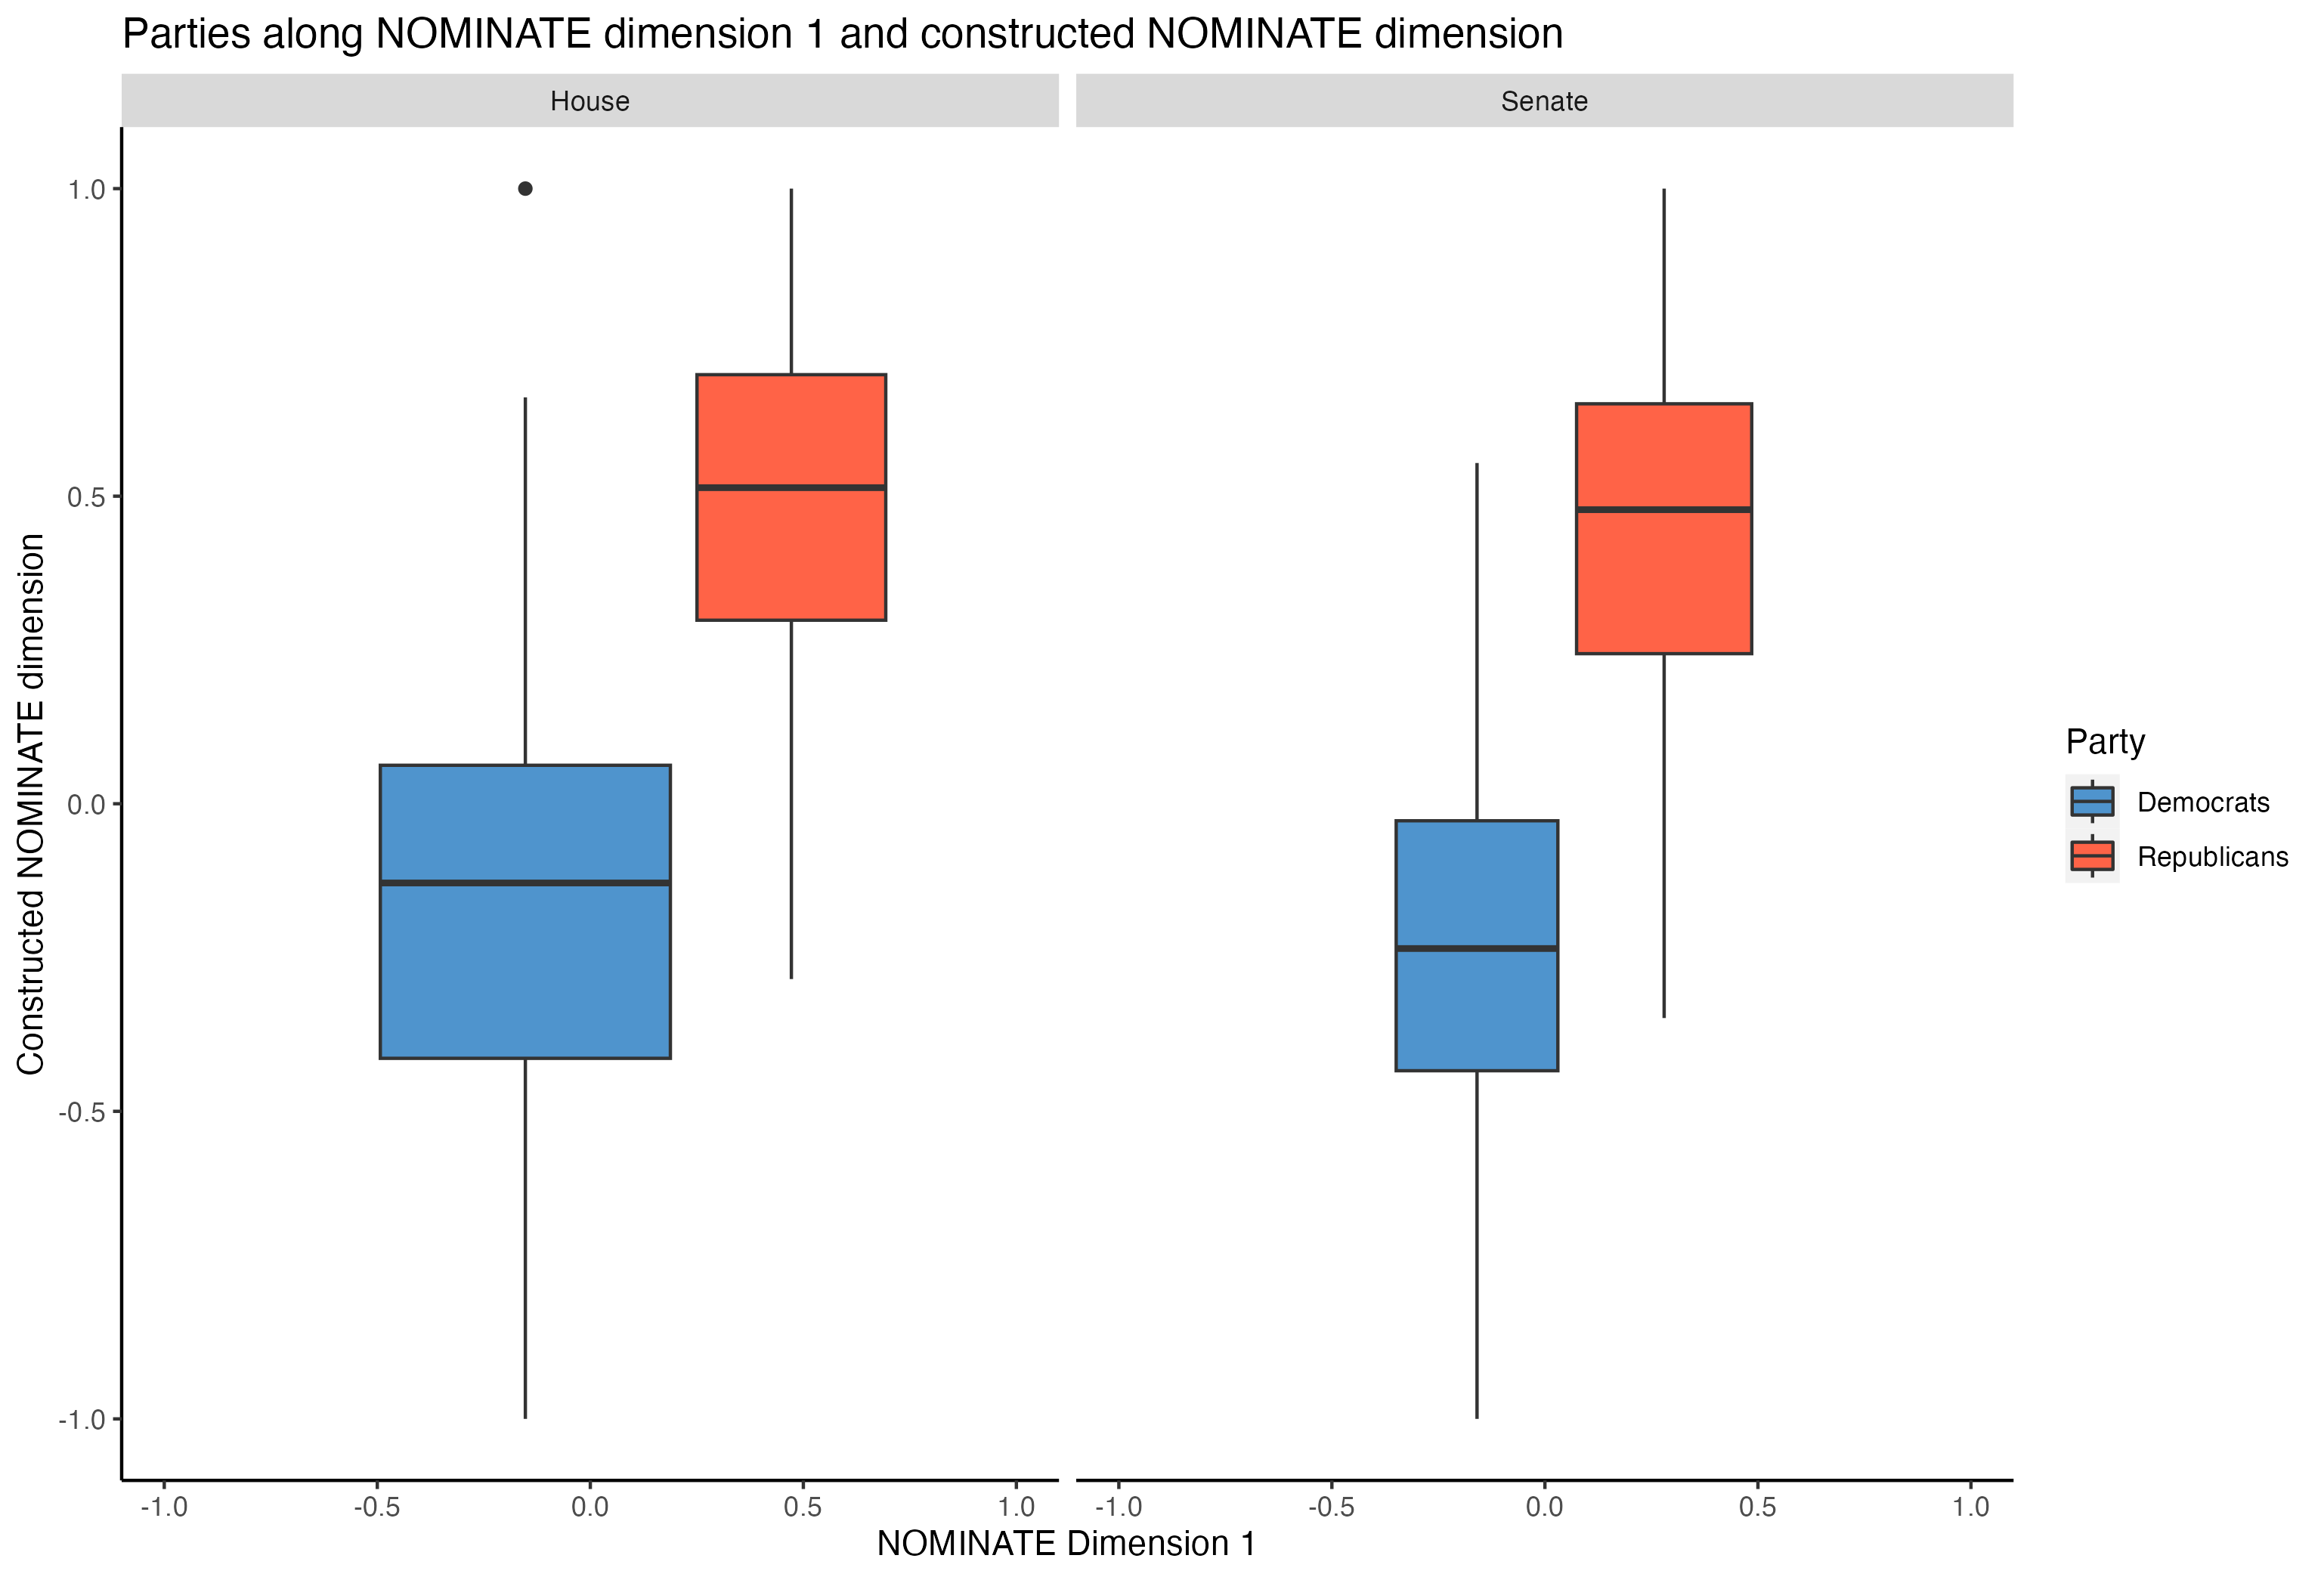 Parties along NOMINATE dimension 1 and constructed NOMINATE dimension
House
Senate
Constructed NOMINATE dimension
1.0
0.5
0.0
-0.5
-1.0
-1.0 -0.5 0.0 0.5 1.0
-1.0 -0.5 0.0 0.5 1.0
NOMINATE Dimension 1
Party
Democrats
Republicans